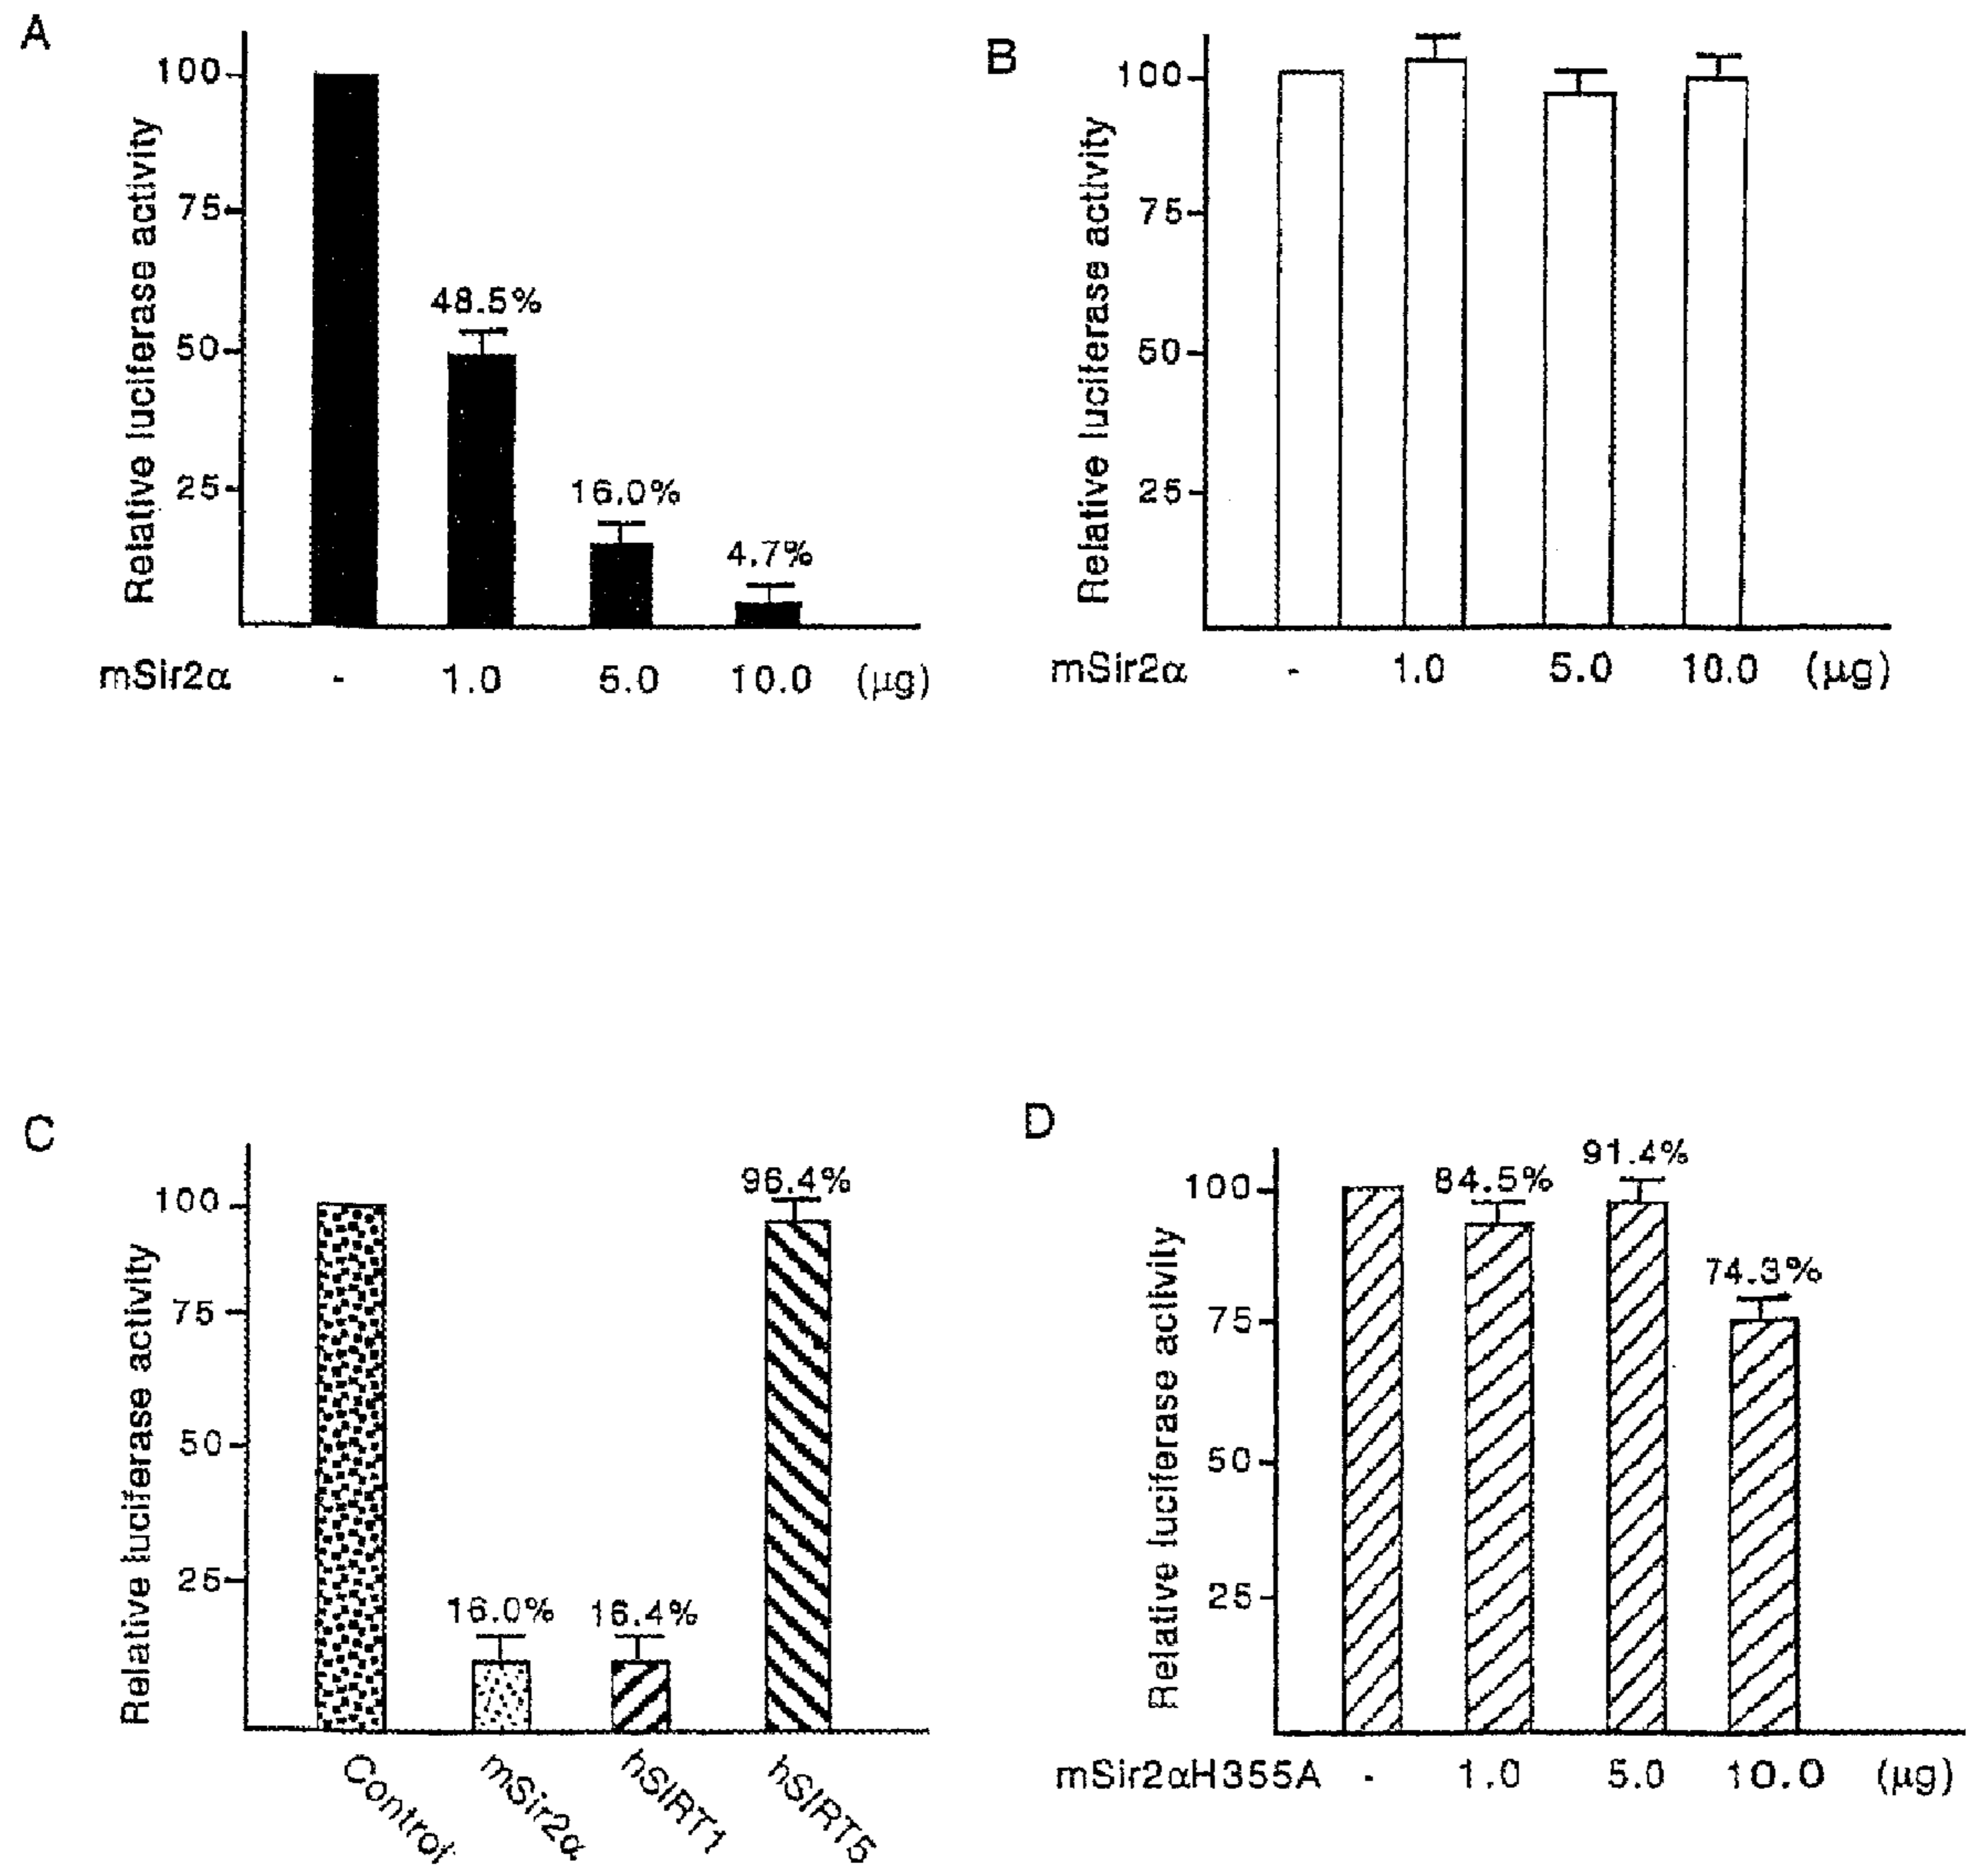 A
Relative luciferase activity
100
75
50
25
48.5%
16.0%
4.7%
mSir2α - 1.0 5.0 10.0 (μg)
B
Relative luciferase activity
100
75
50
25
mSir2α - 1.0 5.0 10.0 (μg)
C
Relative luciferase activity
100
75
50
25
16.0%
16.4%
96.4%
Control
mSir2α
hSIRT1
hSIRT5
D
Relative luciferase activity
100
75
50
25
84.5%
91.4%
74.3%
mSir2αH355A - 1.0 5.0 10.0 (μg)